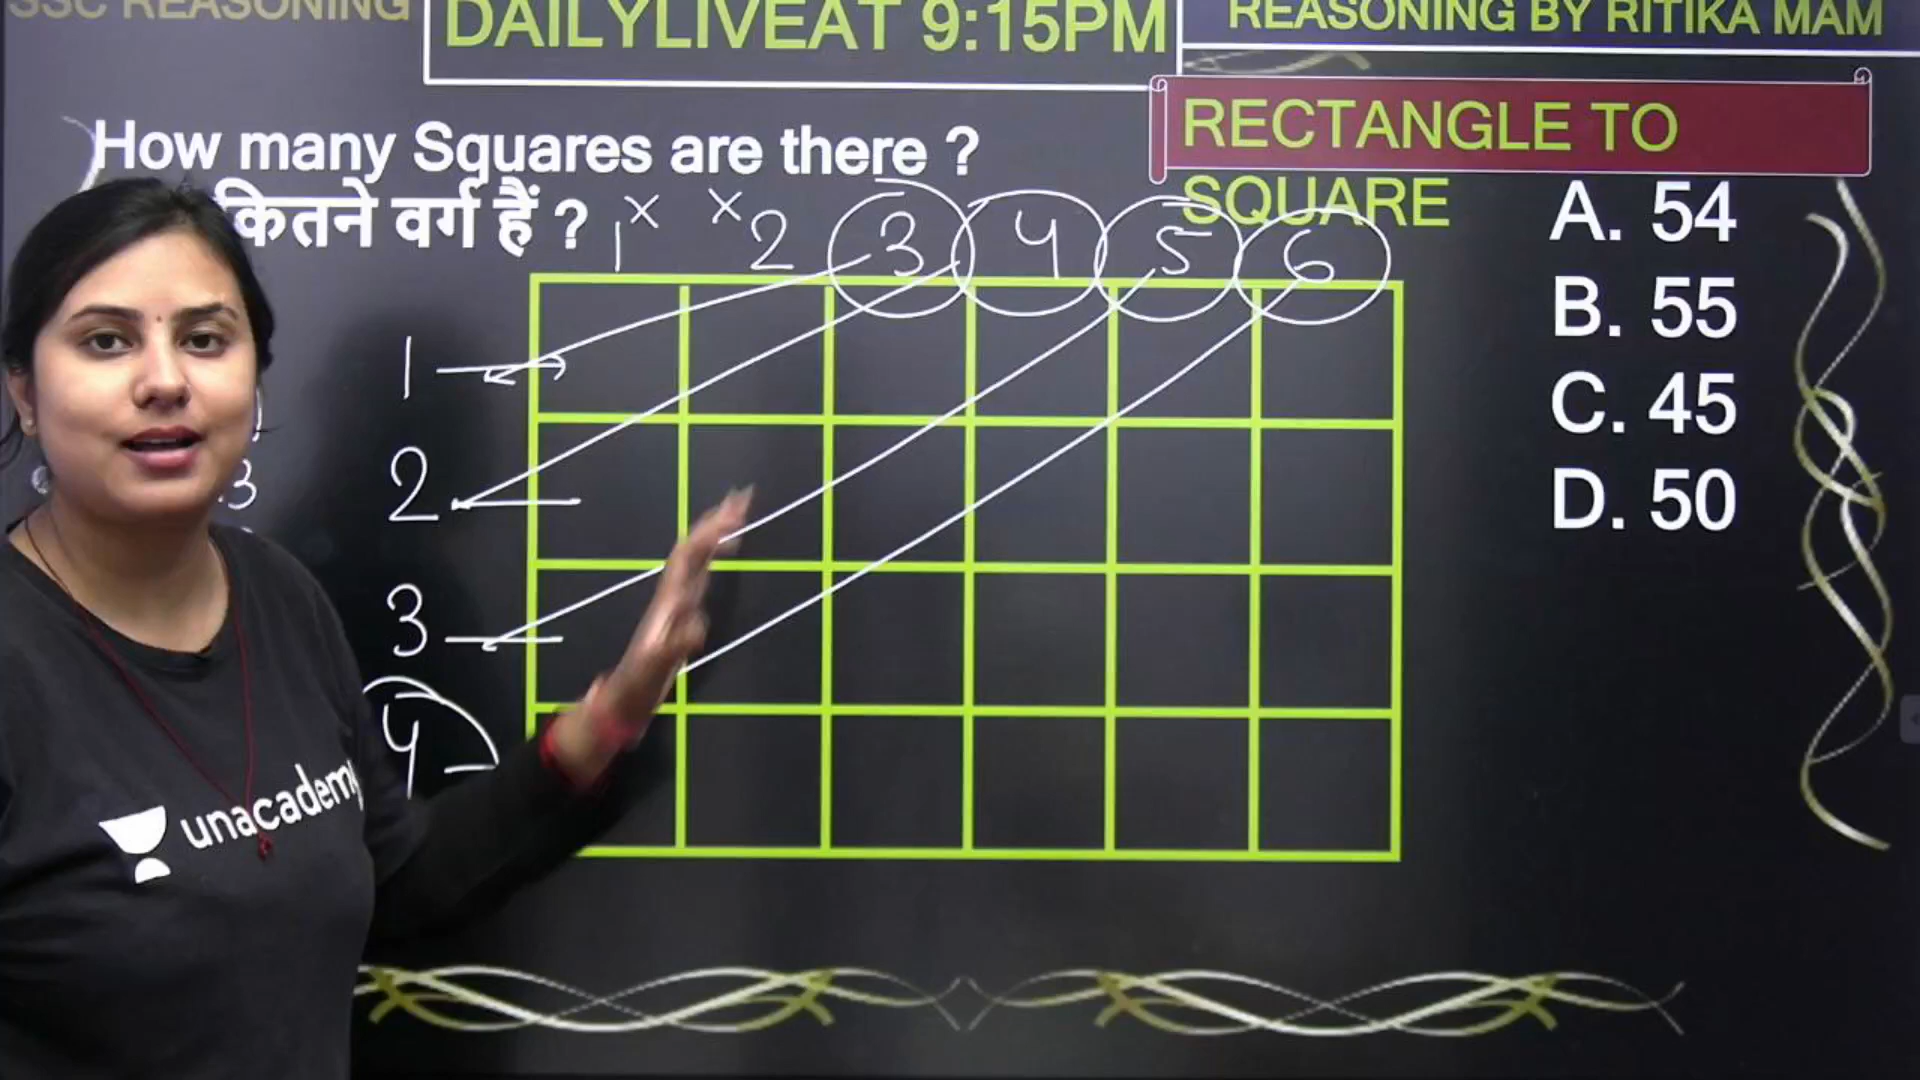 SSC REASONING
DAILYLIVEAT 9:15PM
REASONING BY RITIKA MAM
RECTANGLE TO
SQUARE
How many Squares are there ?
कितने वर्ग हैं ?
1 × × 2 3 4 5 6
1
2
3
4
3
A. 54
B. 55
C. 45
D. 50
unacademy